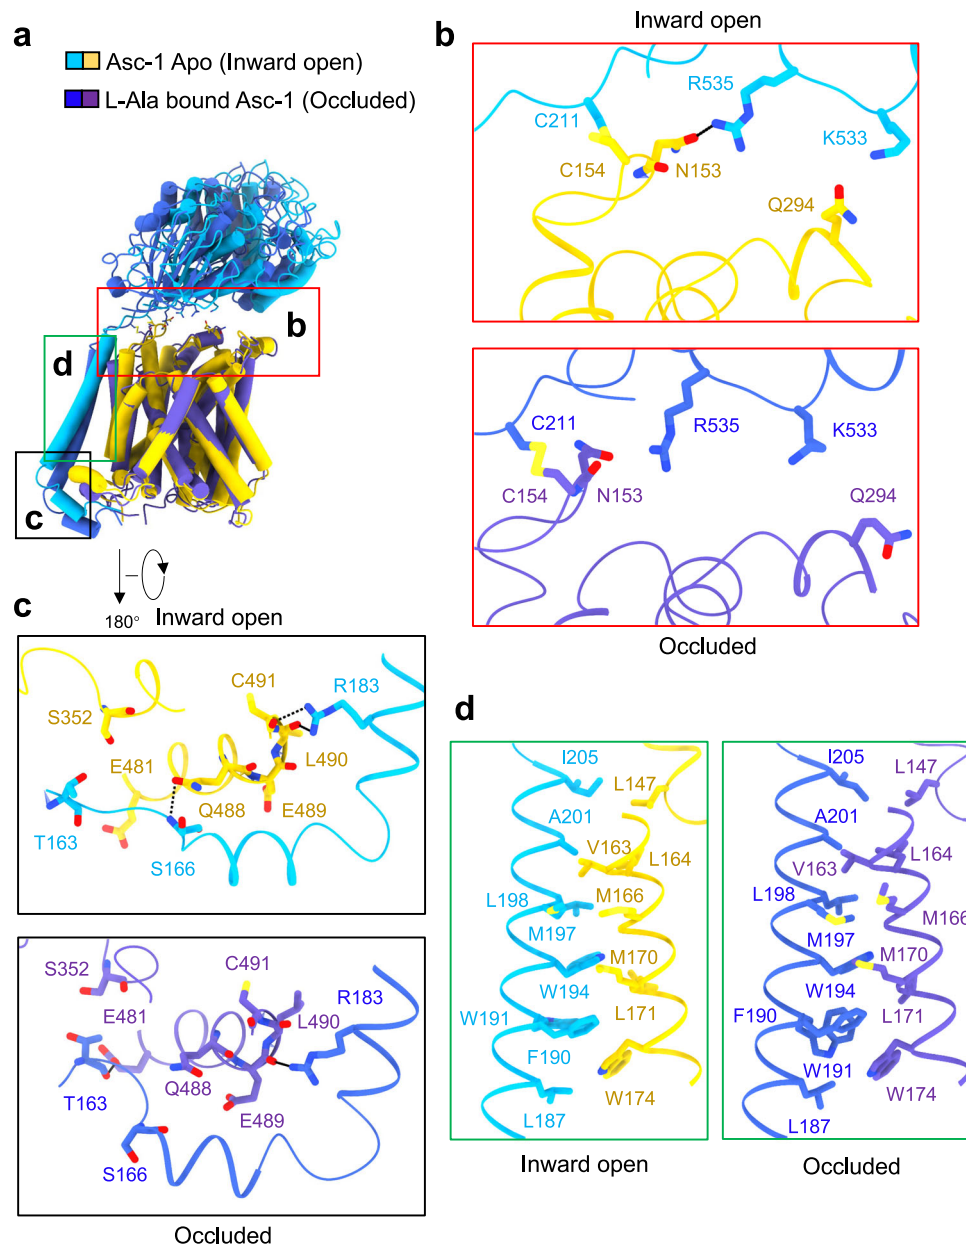 a
Asc-1 Apo (Inward open)
L-Ala bound Asc-1 (Occluded)
b
d
c
180°
b
Inward open
R535
C211
K533
C154
N153
Q294
C211
R535
K533
C154
N153
Q294
Occluded
c
Inward open
C491
R183
S352
L490
E481
Q488
E489
T163
S166
S352
C491
E481
R183
L490
Q488
T163
E489
S166
Occluded
d
I205
L147
A201
V163
L164
L198
M166
M197
M170
W194
W191
L171
F190
W174
L187
Inward open
I205
L147
A201
L164
V163
L198
M166
M197
M170
W194
F190
L171
W191
W174
L187
Occluded